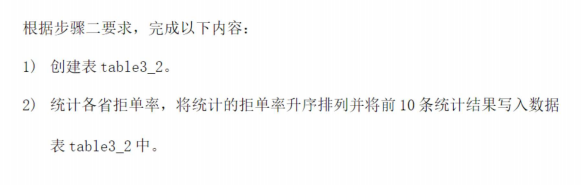 根据步骤二要求，完成以下内容：
1) 创建表 table3_2。
2) 统计各省拒单率，将统计的拒单率升序排列并将前 10 条统计结果写入数据
表 table3_2 中。